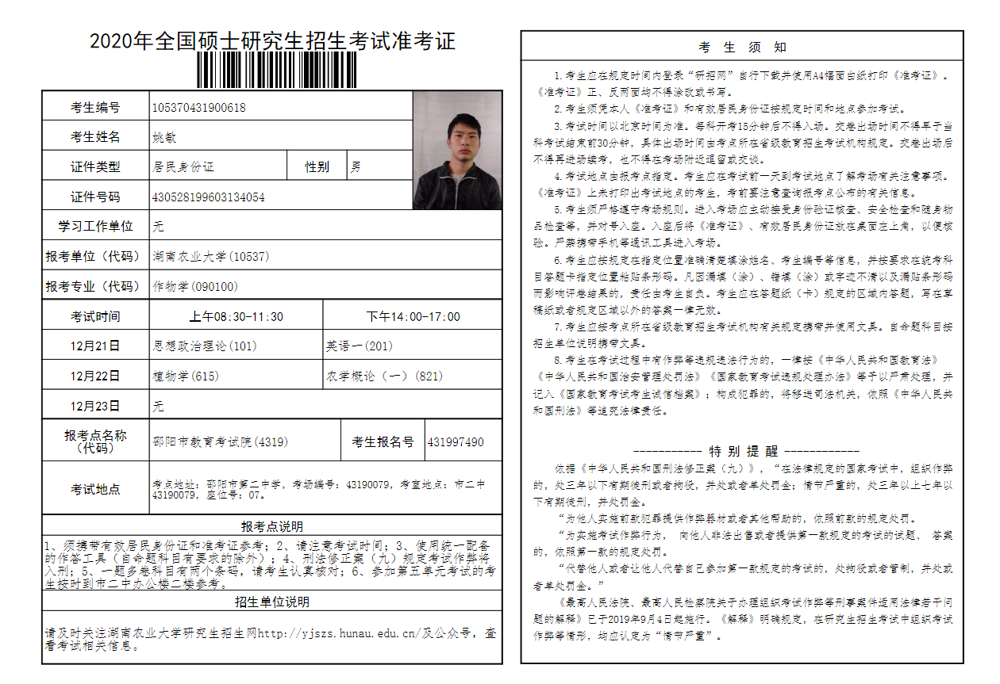 2020年全国硕士研究生招生考试准考证
考生编号 105370431900618
考生姓名 姚敏
证件类型 居民身份证 性别 男
证件号码 430528199603134054
学习工作单位 无
报考单位（代码） 湖南农业大学(10537)
报考专业（代码） 作物学(090100)
考试时间 上午08:30-11:30 下午14:00-17:00
12月21日 思想政治理论(101) 英语一(201)
12月22日 植物学(615) 农学概论（一）(821)
12月23日 无
报考点名称
（代码） 邵阳市教育考试院(4319) 考生报名号 431997490
考试地点 考点地址：邵阳市第二中学，考场编号：43190079，考室地点：市二中
43190079，座位号：07。
报考点说明
1、须携带有效居民身份证和准考证参考；2、请注意考试时间；3、使用统一配备
的作答工具（自命题科目有要求的除外）；4、刑法修正案（九）规定考试作弊将
入刑；5、一题多卷科目有两个条码，请考生认真核对；6、参加第五单元考试的考
生按时到市二中办公楼二楼参考。
招生单位说明
请及时关注湖南农业大学研究生招生网http://yjszs.hunau.edu.cn/及公众号，查
看考试相关信息。
考 生 须 知
1.考生应在规定时间内登录“研招网”自行下载并使用A4幅面白纸打印《准考证》。
《准考证》正、反两面均不得涂改或书写。
2.考生须凭本人《准考证》和有效居民身份证按规定时间和地点参加考试。
3.考试时间以北京时间为准。每科开考15分钟后不得入场。交卷出场时间不得早于当
科考试结束前30分钟，具体出场时间由考点所在省级教育招生考试机构规定。交卷出场后
不得再进场续考，也不得在考场附近逗留或交谈。
4.考试地点由报考点指定。考生应在考试前一天到考试地点了解考场有关注意事项。
《准考证》上未打印出考试地点的考生，考前要注意查询报考点公布的有关信息。
5.考生须严格遵守考场规则。进入考场应主动接受身份验证核查、安全检查和随身物
品检查等，并对号入座。入座后将《准考证》、有效居民身份证放在桌面左上角，以便核
验。严禁携带手机等通讯工具进入考场。
6.考生应按规定在指定位置准确清楚填涂姓名、考生编号等信息，并按要求在统考科
目答题卡指定位置粘贴条形码。凡因漏填（涂）、错填（涂）或字迹不清以及漏贴条形码
而影响评卷结果的，责任由考生自负。考生应在答题纸（卡）规定的区域内答题，写在草
稿纸或者规定区域以外的答案一律无效。
7.考生应按考点所在省级教育招生考试机构有关规定携带并使用文具。自命题科目按
招生单位说明携带文具。
8.考生在考试过程中有作弊等违规违法行为的，一律按《中华人民共和国教育法》
《中华人民共和国治安管理处罚法》《国家教育考试违规处理办法》等予以严肃处理，并
记入《国家教育考试考生诚信档案》；构成犯罪的，将移送司法机关，依照《中华人民共
和国刑法》等追究法律责任。
----------- 特 别 提 醒 ------------
依据《中华人民共和国刑法修正案（九）》，“在法律规定的国家考试中，组织作弊
的，处三年以下有期徒刑或者拘役，并处或者单处罚金；情节严重的，处三年以上七年以
下有期徒刑，并处罚金。
“为他人实施前款犯罪提供作弊器材或者其他帮助的，依照前款的规定处罚。
“为实施考试作弊行为， 向他人非法出售或者提供第一款规定的考试的试题、 答案
的，依照第一款的规定处罚。
“代替他人或者让他人代替自己参加第一款规定的考试的，处拘役或者管制，并处或
者单处罚金。”
《最高人民法院、最高人民检察院关于办理组织考试作弊等刑事案件适用法律若干问
题的解释》已于2019年9月4日起施行。《解释》明确规定，在研究生招生考试中组织考试
作弊等情形，均应认定为“情节严重”。